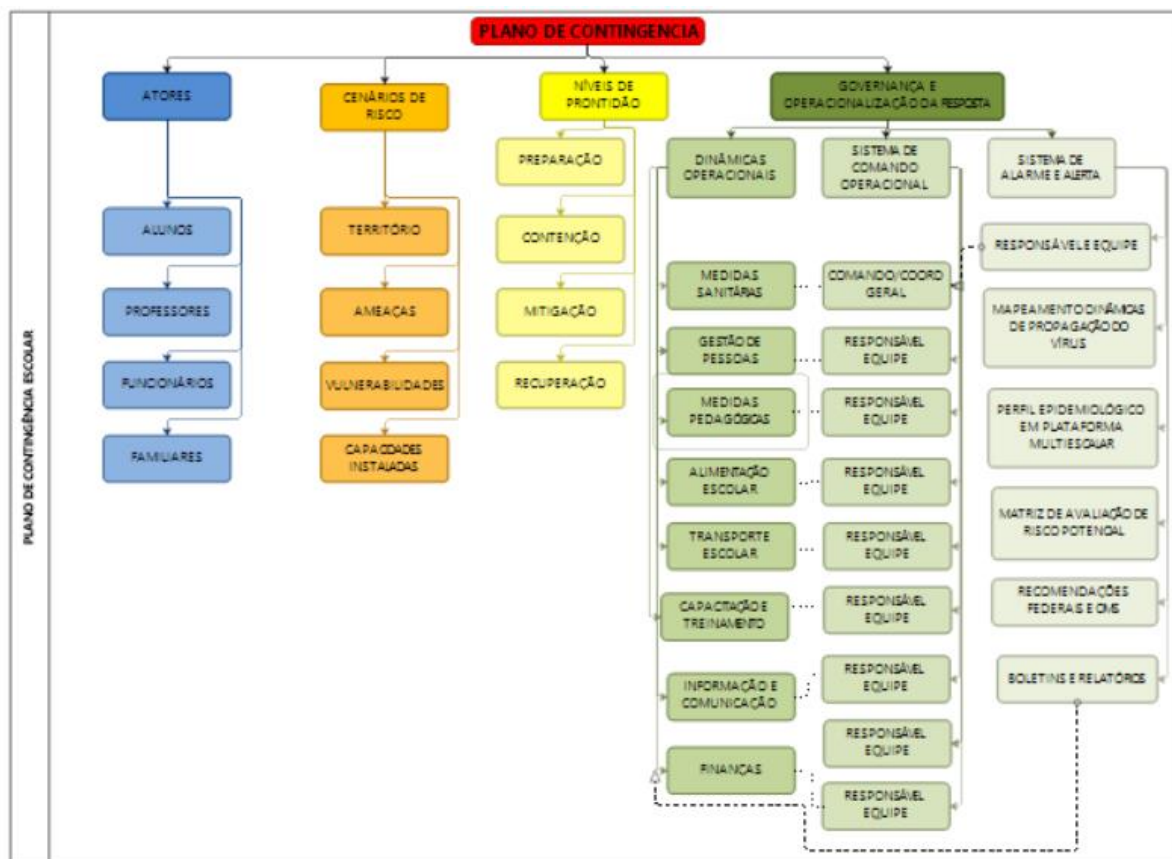 PLANO DE CONTINGÊNCIA ESCOLAR
PLANO DE CONTINGENCIA
ATORES
ALUNOS
PROFESSORES
FUNCIONÁRIOS
FAMILIARES
CENÁRIOS DE
RISCO
TERRITÓRIO
AMEAÇAS
VULNERABILIDADES
CAPACIDADES
INSTALADAS
NÍVEIS DE
PRONTIDÃO
PREPARAÇÃO
CONTENÇÃO
MITIGAÇÃO
RECUPERAÇÃO
GOVERNANÇA E
OPERACIONALIZAÇÃO DA RESPOSTA
DINÂMICAS
OPERACIONAIS
MEDIDAS
SANITÁRIAS
GESTÃO DE
PESSOAS
MEDIDAS
PEDAGÓGICAS
ALIMENTAÇÃO
ESCOLAR
TRANSPORTE
ESCOLAR
CAPACITAÇÃO E
TREINAMENTO
INFORMAÇÃO E
COMUNICAÇÃO
FINANÇAS
SISTEMA DE
COMANDO
OPERACIONAL
COMANDO/COORD
GERAL
RESPONSÁVEL
EQUIPE
RESPONSÁVEL
EQUIPE
RESPONSÁVEL
EQUIPE
RESPONSÁVEL
EQUIPE
RESPONSÁVEL
EQUIPE
RESPONSÁVEL
EQUIPE
RESPONSÁVEL
EQUIPE
RESPONSÁVEL
EQUIPE
SISTEMA DE
ALARME E ALERTA
RESPONSÁVEL E EQUIPE
MAPEAMENTO DINÂMICAS
DE PROPAGAÇÃO DO
VÍRUS
PERFIL EPIDEMIOLÓGICO
EM PLATAFORMA
MULTIESCALAR
MATRIZ DE AVALIAÇÃO DE
RISCO POTENCIAL
RECOMENDAÇÕES
FEDERAIS E OMS
BOLETINS E RELATÓRIOS